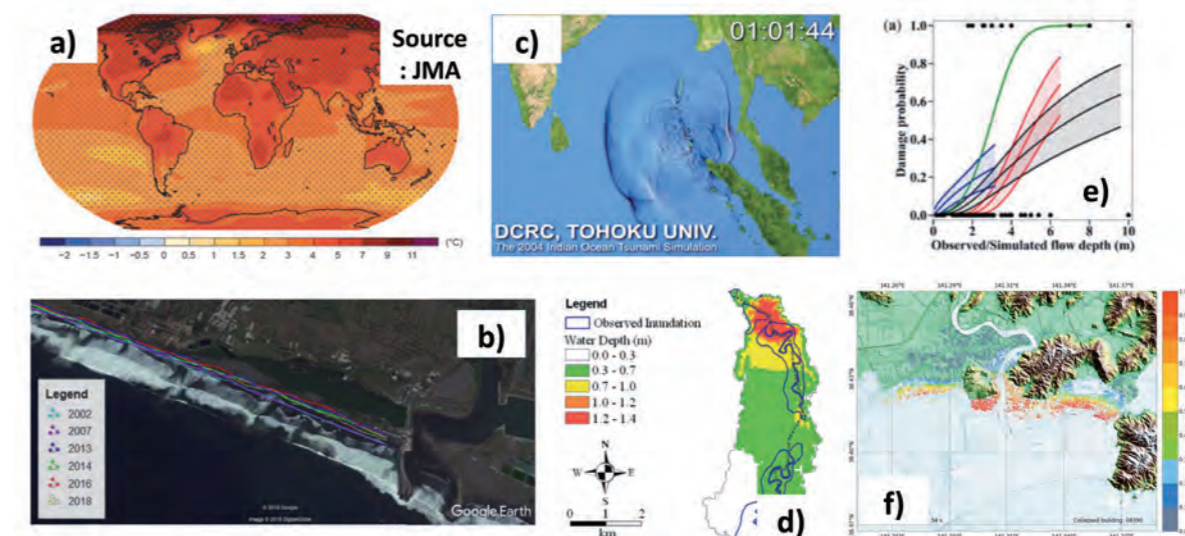 a)
Source
: JMA
(°C)
−2 −1.5 −1 −0.5 0 0.5 1 1.5 2 3 4 5 7 9 11
c)
01:01:44
DCRC, TOHOKU UNIV.
The 2004 Indian Ocean Tsunami Simulation
(a)
Damage probability
1.0
0.8
0.6
0.4
0.2
0.0
0 2 4 6 8 10
Observed/Simulated flow depth (m)
e)
b)
Legend
2002
2007
2013
2014
2016
2018
Google Earth
Legend
Observed Inundation
Water Depth (m)
0.0 - 0.3
0.3 - 0.7
0.7 - 1.0
1.0 - 1.2
1.2 - 1.4
N
W E
S
0 1 2
km
d)
f)